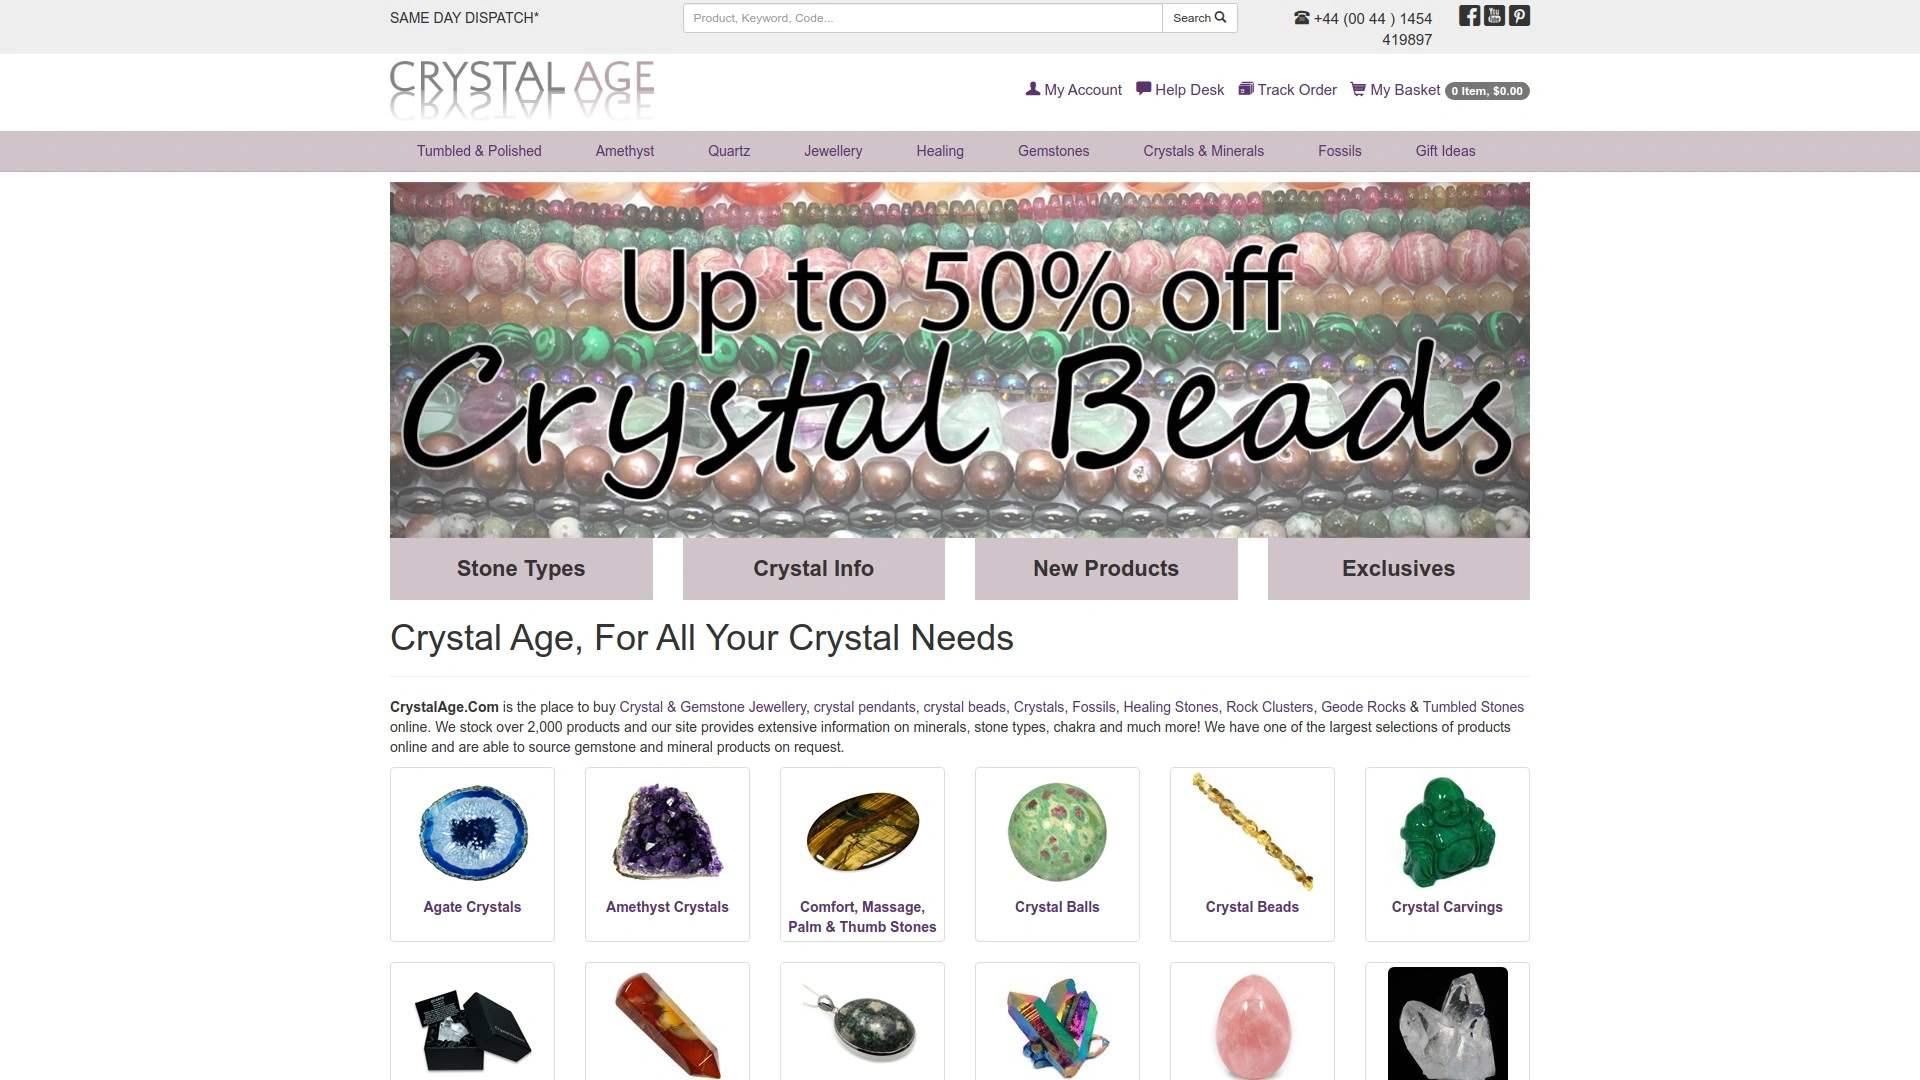 SAME DAY DISPATCH*
Product, Keyword, Code...
Search
+44 (00 44 ) 1454
419897
CRYSTAL AGE
My Account
Help Desk
Track Order
My Basket
0 Item, $0.00
Tumbled & Polished
Amethyst
Quartz
Jewellery
Healing
Gemstones
Crystals & Minerals
Fossils
Gift Ideas
Up to 50% off
Crystal Beads
Stone Types
Crystal Info
New Products
Exclusives
Crystal Age, For All Your Crystal Needs
CrystalAge.Com is the place to buy Crystal & Gemstone Jewellery, crystal pendants, crystal beads, Crystals, Fossils, Healing Stones, Rock Clusters, Geode Rocks & Tumbled Stones
online. We stock over 2,000 products and our site provides extensive information on minerals, stone types, chakra and much more! We have one of the largest selections of products
online and are able to source gemstone and mineral products on request.
Agate Crystals
Amethyst Crystals
Comfort, Massage,
Palm & Thumb Stones
Crystal Balls
Crystal Beads
Crystal Carvings